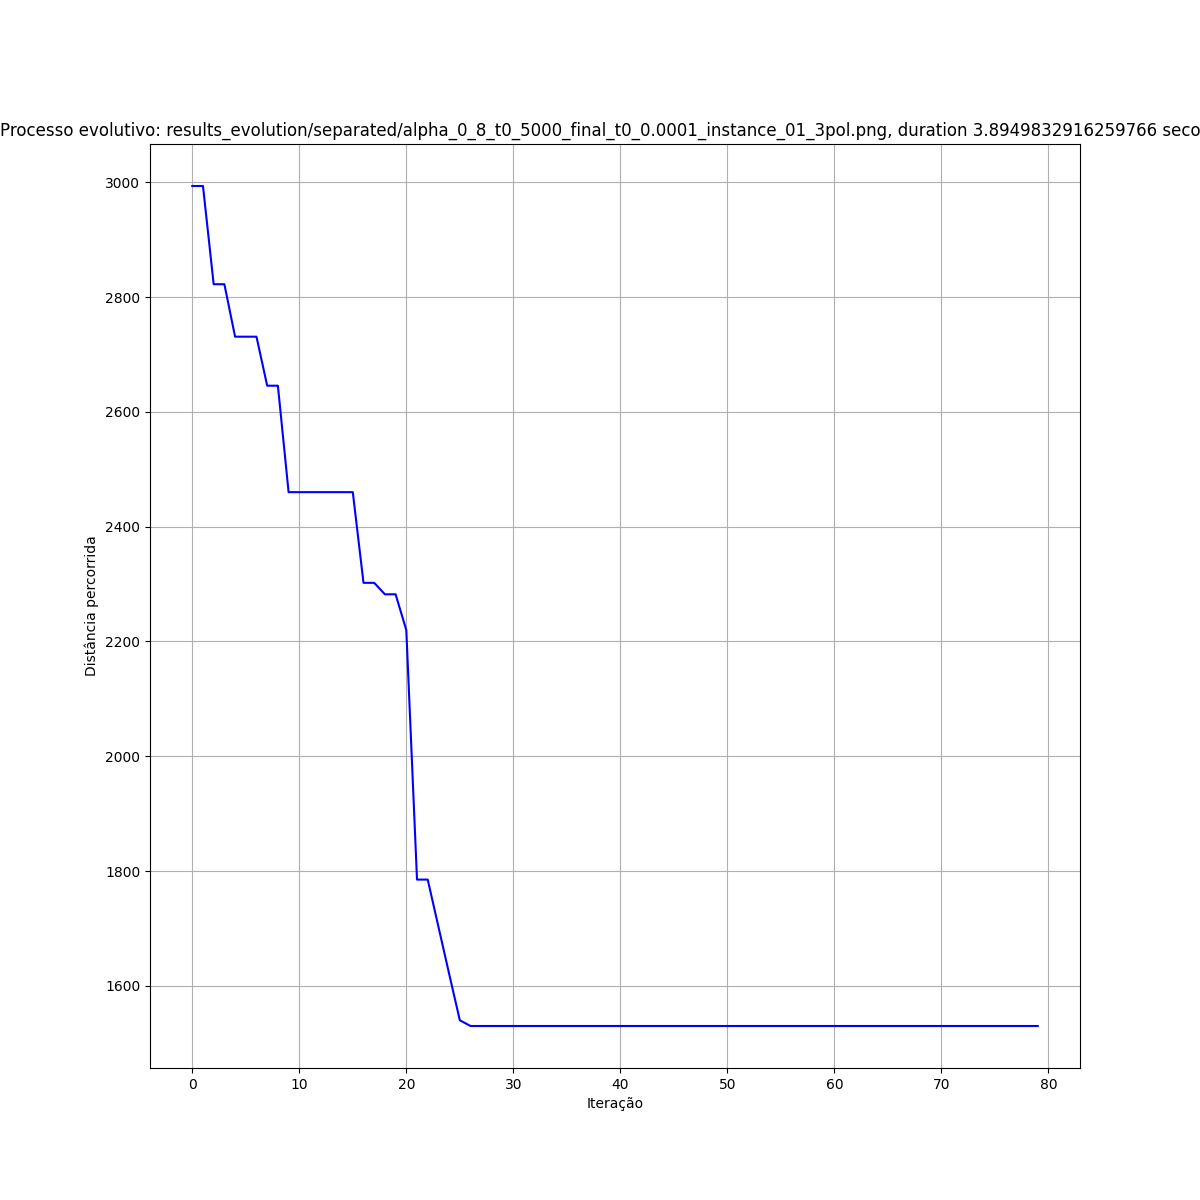 Processo evolutivo: results_evolution/separated/alpha_0_8_t0_5000_final_t0_0.0001_instance_01_3pol.png, duration 3.8949832916259766 seco
3000
2800
2600
2400
2200
2000
1800
1600
Distância percorrida
0 10 20 30 40 50 60 70 80
Iteração